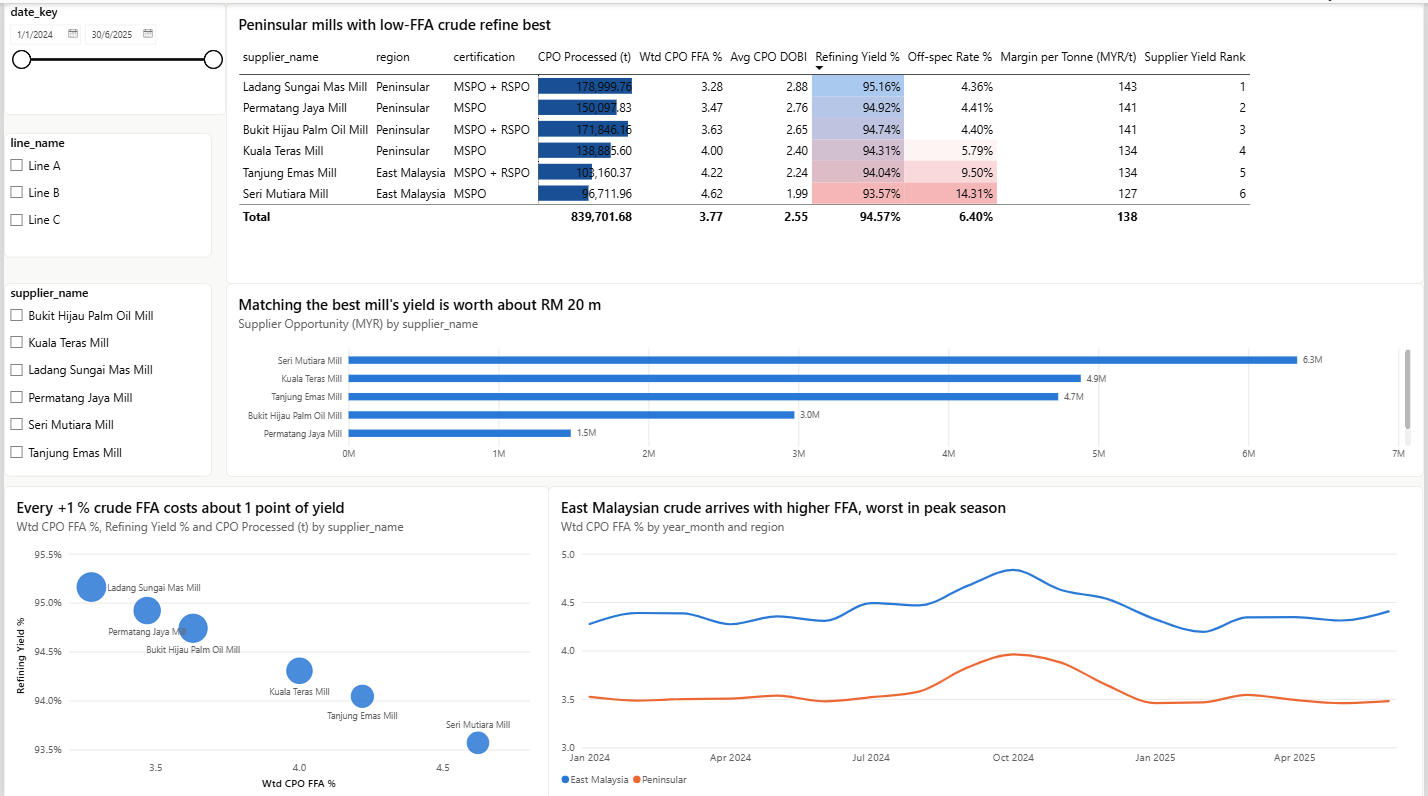 date_key
1/1/2024 30/6/2025
line_name
Line A
Line B
Line C
supplier_name
Bukit Hijau Palm Oil Mill
Kuala Teras Mill
Ladang Sungai Mas Mill
Permatang Jaya Mill
Seri Mutiara Mill
Tanjung Emas Mill
Peninsular mills with low-FFA crude refine best
supplier_name region certification CPO Processed (t) Wtd CPO FFA % Avg CPO DOBI Refining Yield % Off-spec Rate % Margin per Tonne (MYR/t) Supplier Yield Rank
Ladang Sungai Mas Mill Peninsular MSPO + RSPO 178,999.76 3.28 2.88 95.16% 4.36% 143 1
Permatang Jaya Mill Peninsular MSPO 150,097.83 3.47 2.76 94.92% 4.41% 141 2
Bukit Hijau Palm Oil Mill Peninsular MSPO + RSPO 171,846.16 3.63 2.65 94.74% 4.40% 141 3
Kuala Teras Mill Peninsular MSPO 138,885.60 4.00 2.40 94.31% 5.79% 134 4
Tanjung Emas Mill East Malaysia MSPO + RSPO 103,160.37 4.22 2.24 94.04% 9.50% 134 5
Seri Mutiara Mill East Malaysia MSPO 96,711.96 4.62 1.99 93.57% 14.31% 127 6
Total 839,701.68 3.77 2.55 94.57% 6.40% 138
Matching the best mill's yield is worth about RM 20 m
Supplier Opportunity (MYR) by supplier_name
Seri Mutiara Mill 6.3M
Kuala Teras Mill 4.9M
Tanjung Emas Mill 4.7M
Bukit Hijau Palm Oil Mill 3.0M
Permatang Jaya Mill 1.5M
0M 1M 2M 3M 4M 5M 6M 7M
Every +1 % crude FFA costs about 1 point of yield
Wtd CPO FFA %, Refining Yield % and CPO Processed (t) by supplier_name
Refining Yield %
95.5%
95.0%
94.5%
94.0%
93.5%
Ladang Sungai Mas Mill
Permatang Jaya Mill
Bukit Hijau Palm Oil Mill
Kuala Teras Mill
Tanjung Emas Mill
Seri Mutiara Mill
3.5 4.0 4.5
Wtd CPO FFA %
East Malaysian crude arrives with higher FFA, worst in peak season
Wtd CPO FFA % by year_month and region
5.0
4.5
4.0
3.5
3.0
Jan 2024 Apr 2024 Jul 2024 Oct 2024 Jan 2025 Apr 2025
East Malaysia Peninsular